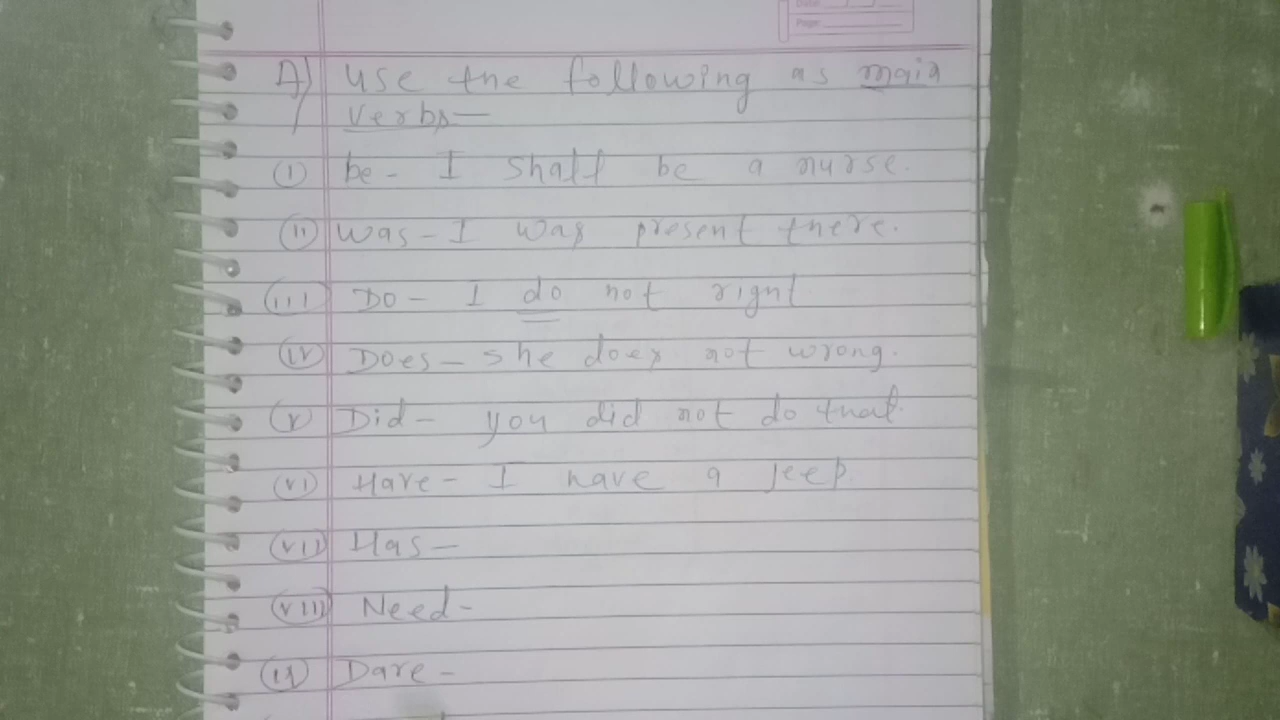 Date:
Page:
A) Use the following as main
verbs—
(i) be - I shall be a nurse.
(ii) Was - I was present there.
(iii) Do - I do not right
(iv) Does - she does not wrong.
(v) Did - you did not do that.
(vi) Have - I have a Jeep
(vii) Has -
(viii) Need -
(ix) Dare -